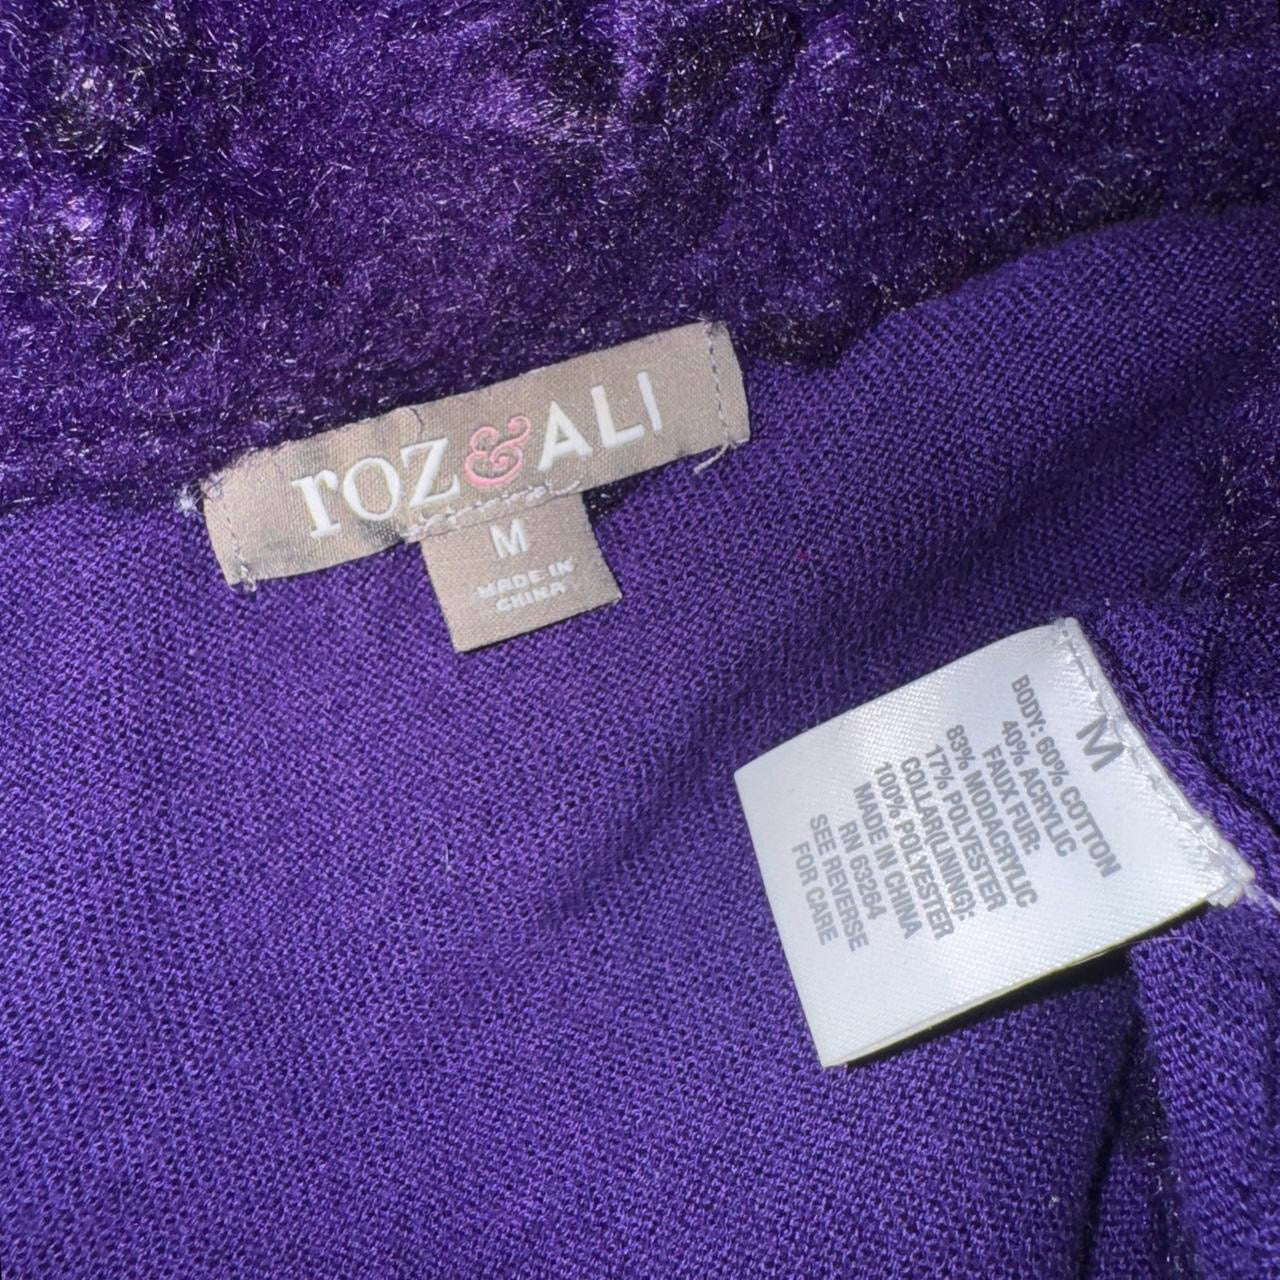 roz & ALI
M
MADE IN
CHINA
M
BODY: 60% COTTON
40% ACRYLIC
FAUX FUR:
83% MODACRYLIC
17% POLYESTER
COLLAR(LINING):
100% POLYESTER
MADE IN CHINA
RN 63264
SEE REVERSE
FOR CARE